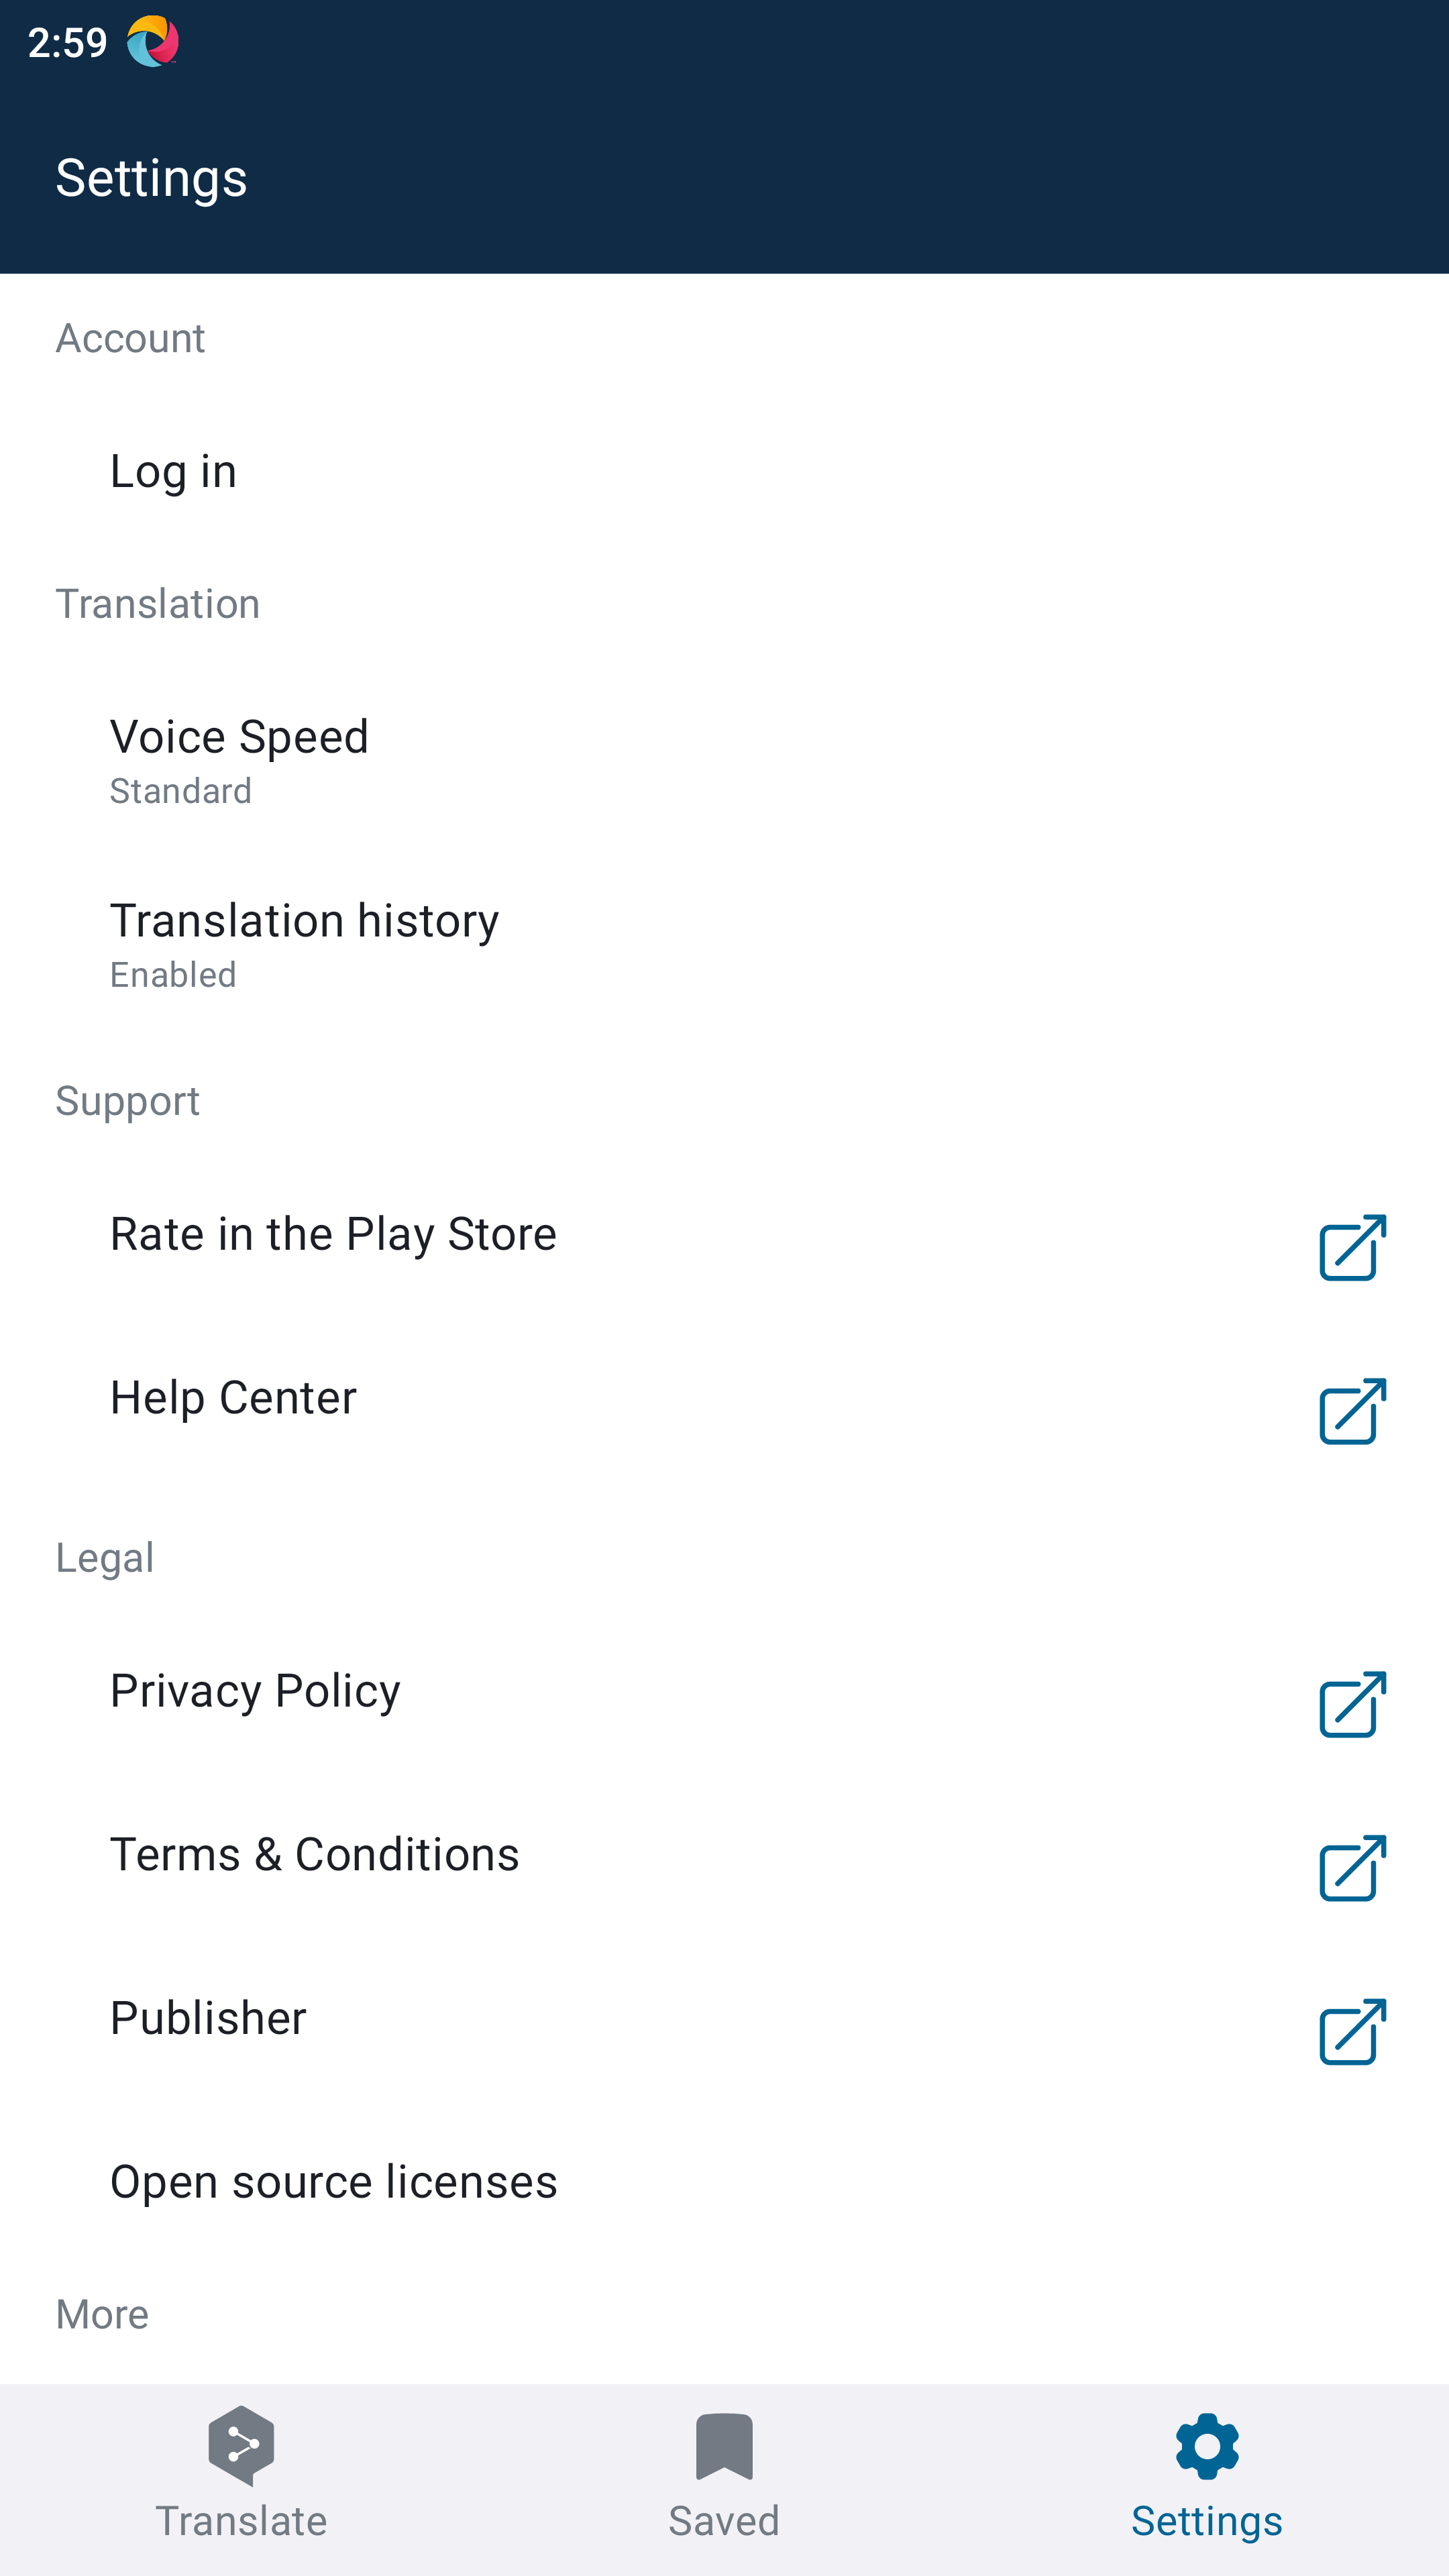 2:59
Settings
Account
Log in
Translation
Voice Speed
Standard
Translation history
Enabled
Support
Rate in the Play Store
Help Center
Legal
Privacy Policy
Terms & Conditions
Publisher
Open source licenses
More
Translate
Saved
Settings